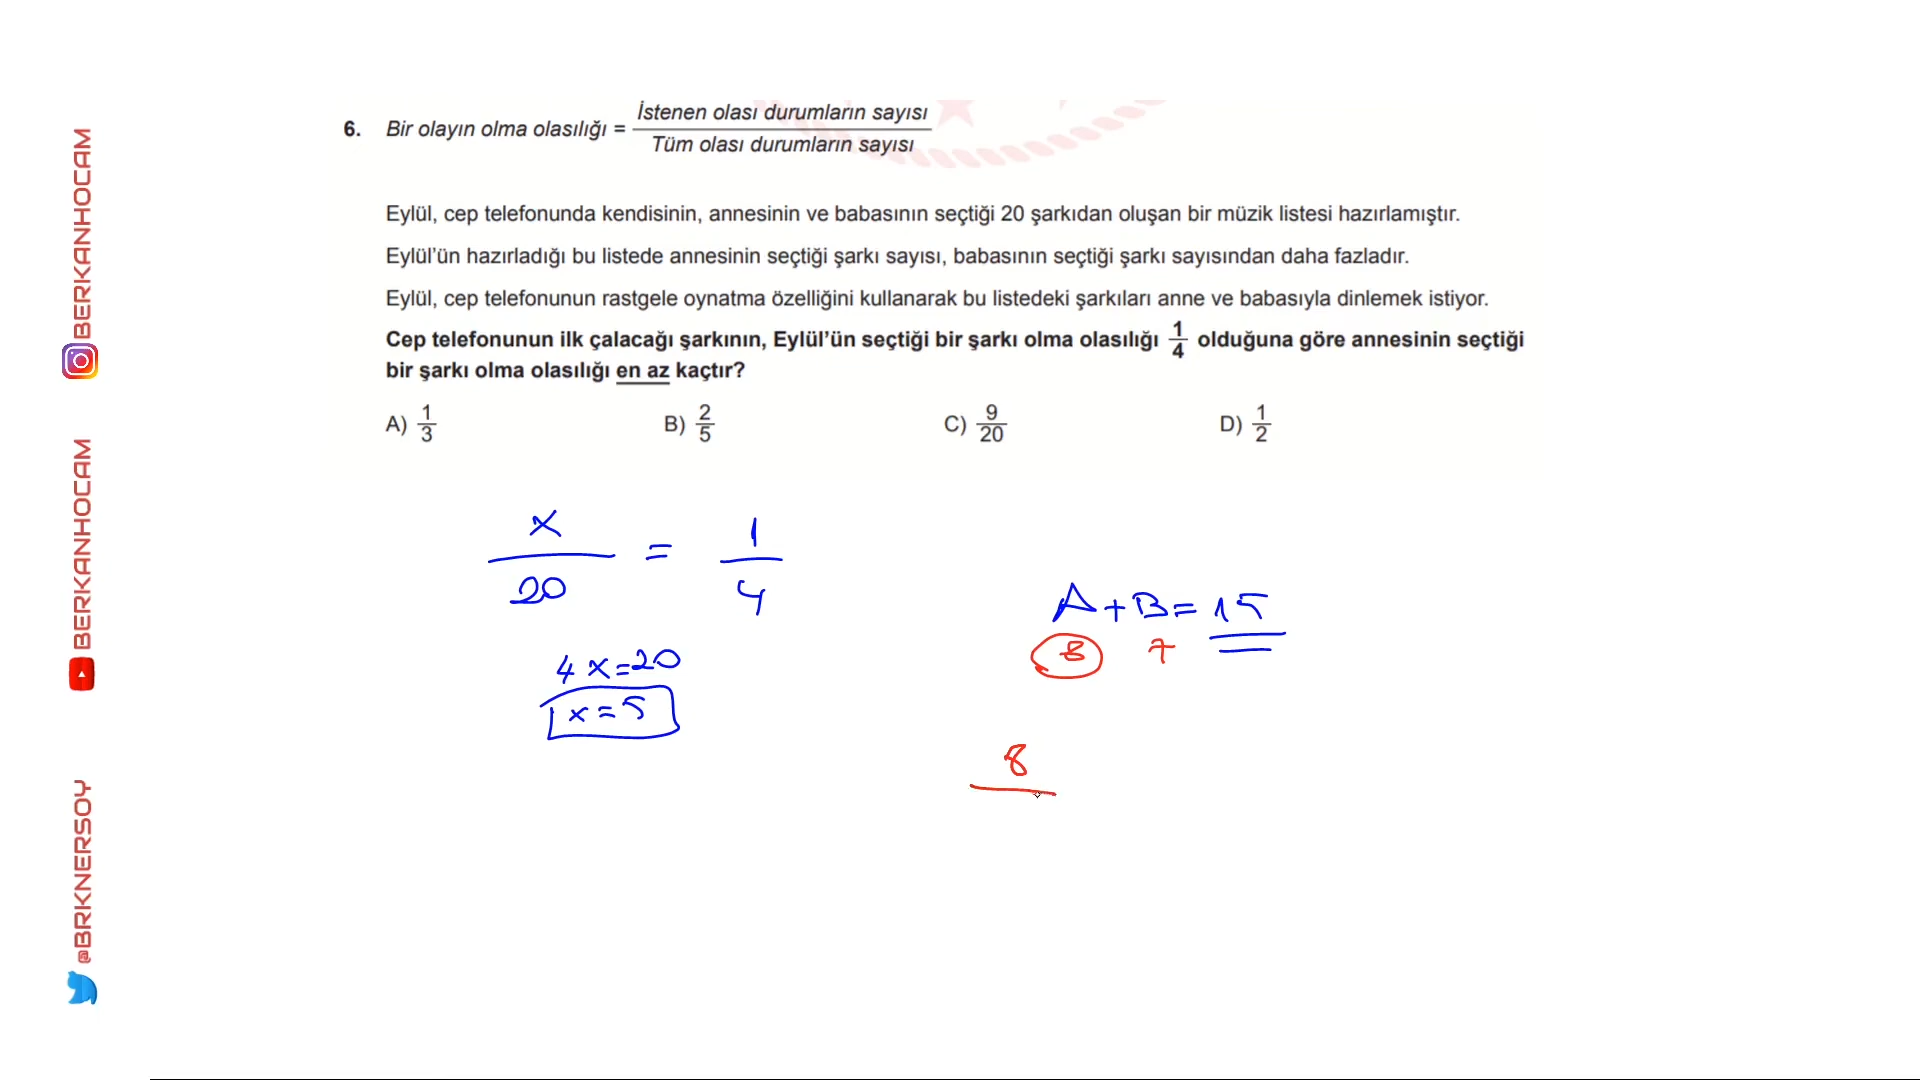 6. Bir olayın olma olasılığı = İstenen olası durumların sayısı / Tüm olası durumların sayısı
Eylül, cep telefonunda kendisinin, annesinin ve babasının seçtiği 20 şarkıdan oluşan bir müzik listesi hazırlamıştır.
Eylül'ün hazırladığı bu listede annesinin seçtiği şarkı sayısı, babasının seçtiği şarkı sayısından daha fazladır.
Eylül, cep telefonunun rastgele oynatma özelliğini kullanarak bu listedeki şarkıları anne ve babasıyla dinlemek istiyor.
Cep telefonunun ilk çalacağı şarkının, Eylül'ün seçtiği bir şarkı olma olasılığı 1/4 olduğuna göre annesinin seçtiği
bir şarkı olma olasılığı en az kaçtır?
A) 1/3 B) 2/5 C) 9/20 D) 1/2
x/20 = 1/4
4x=20
x=5
A+B=15
8 7
8
BERKANHOCAM
BERKANHOCAM
@BRKNERSOY